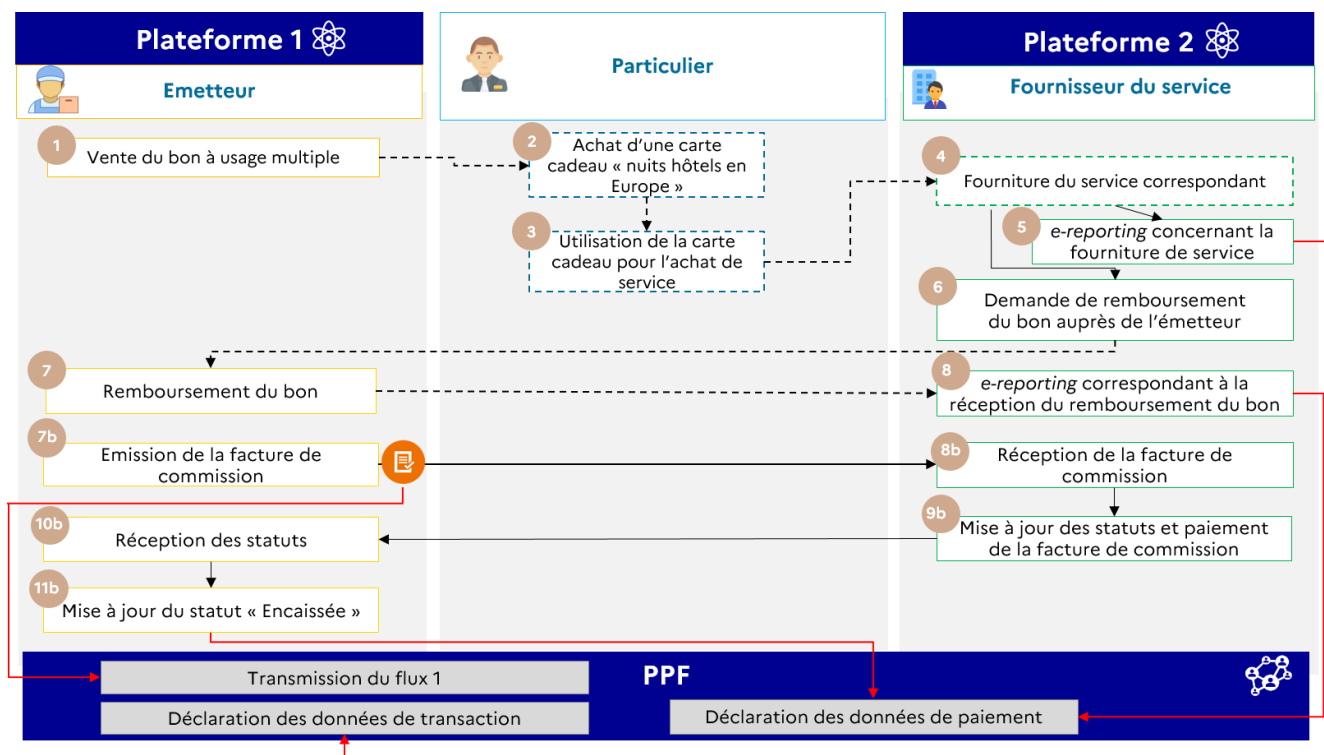 Plateforme 1
Emetteur
Particulier
Plateforme 2
Fournisseur du service
1
Vente du bon à usage multiple
2
Achat d’une carte
cadeau « nuits hôtels en
Europe »
3
Utilisation de la carte
cadeau pour l’achat de
service
4
Fourniture du service correspondant
5
e-reporting concernant la
fourniture de service
6
Demande de remboursement
du bon auprès de l’émetteur
7
Remboursement du bon
8
e-reporting correspondant à la
réception du remboursement du bon
7b
Emission de la facture de
commission
8b
Réception de la facture de
commission
9b
Mise à jour des statuts et paiement
de la facture de commission
10b
Réception des statuts
11b
Mise à jour du statut « Encaissée »
PPF
Transmission du flux 1
Déclaration des données de transaction
Déclaration des données de paiement